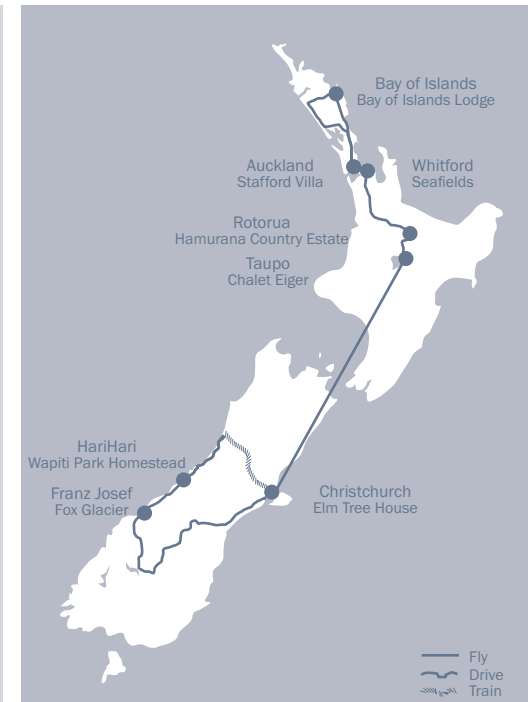 Bay of Islands
Bay of Islands Lodge
Auckland
Stafford Villa
Whitford
Seafields
Rotorua
Hamurana Country Estate
Taupo
Chalet Eiger
HariHari
Wapiti Park Homestead
Franz Josef
Fox Glacier
Christchurch
Elm Tree House
Fly
Drive
Train